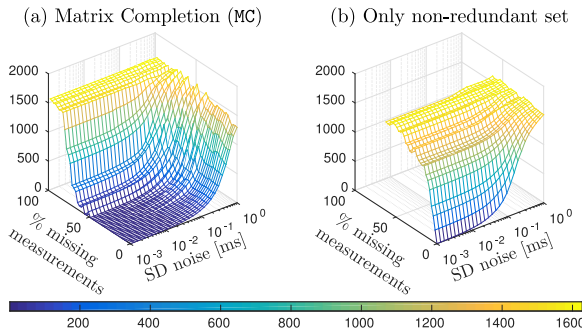 (a) Matrix Completion (MC)
(b) Only non-redundant set
2000
1500
1000
500
0
100
50
0
% missing
measurements
10^-3
10^-2
10^-1
10^0
SD noise [ms]
2000
1500
1000
500
0
100
50
0
% missing
measurements
10^-3
10^-2
10^-1
10^0
SD noise [ms]
200 400 600 800 1000 1200 1400 1600